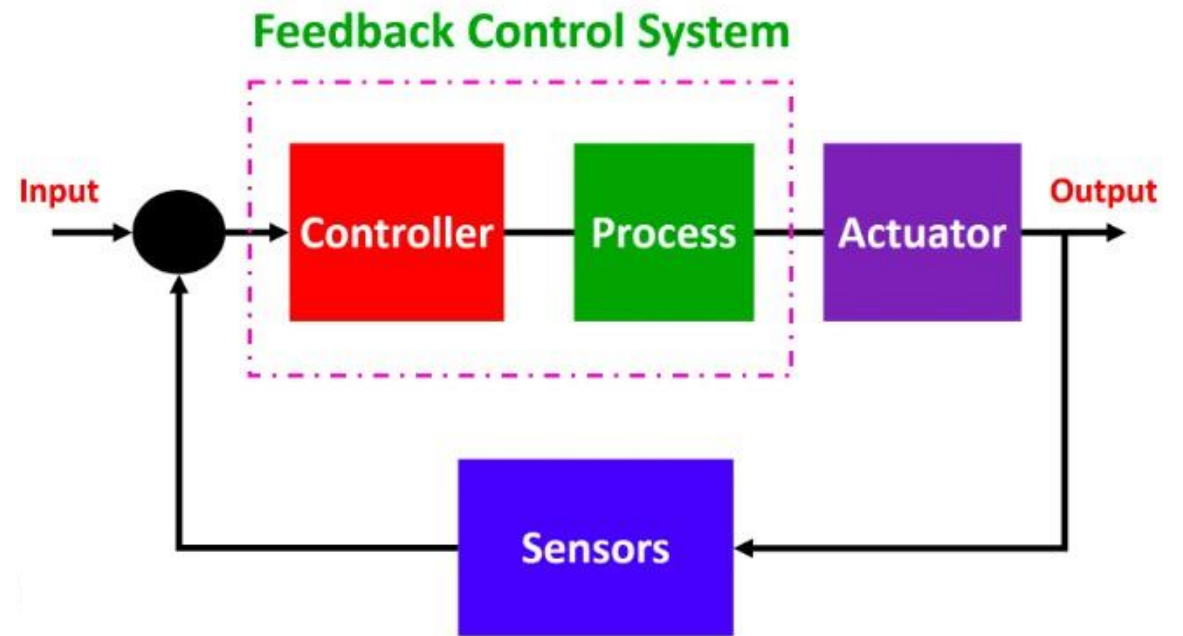 Feedback Control System
Input
Controller
Process
Actuator
Output
Sensors